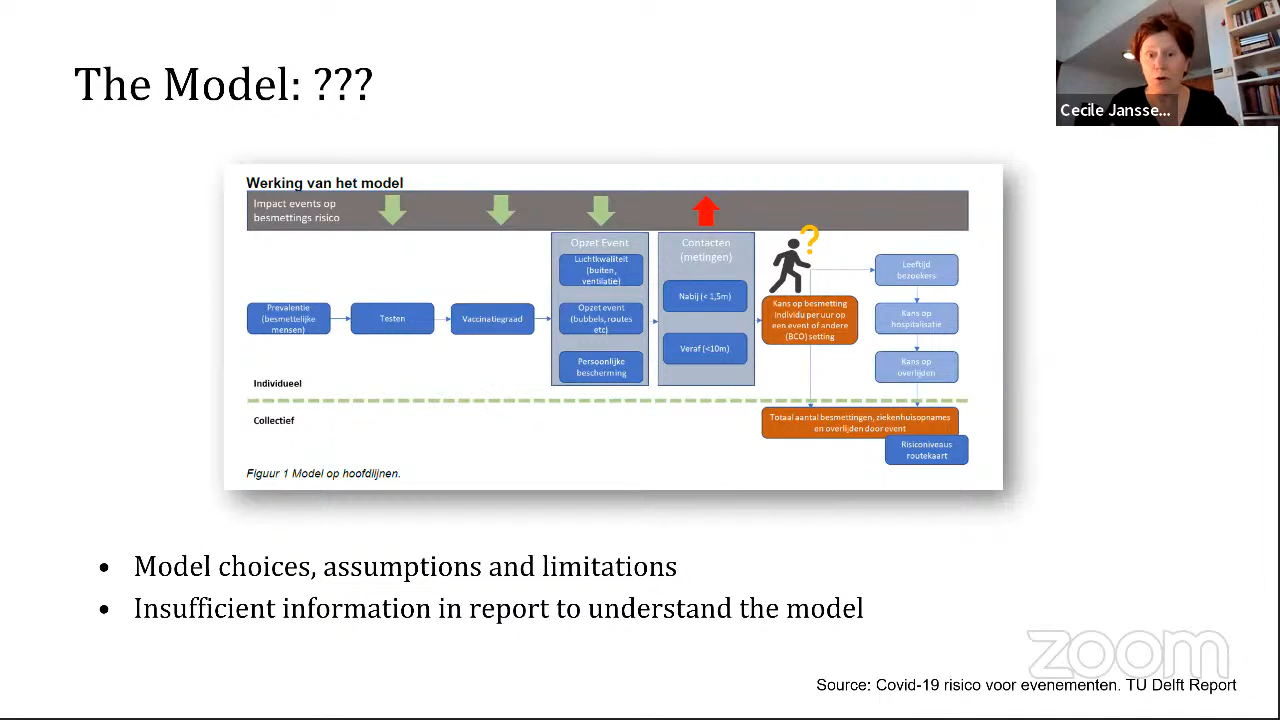 The Model: ???
Cecile Jansse...
Werking van het model
Impact events op
besmettings risico
Opzet Event
Luchtkwaliteit
(buiten,
ventilatie)
Opzet event
(bubbels, routes
etc)
Persoonlijke
bescherming
Contacten
(metingen)
Nabij (< 1,5m)
Veraf (<10m)
Prevalentie
(besmettelijke
mensen)
Testen
Vaccinatiegraad
?
Kans op besmetting
Individu per uur op
een event of andere
(BCO) setting
Leeftijd
bezoekers
Kans op
hospitalisatie
Kans op
overlijden
Individueel
Collectief
Totaal aantal besmettingen, ziekenhuisopnames
en overlijden door event
Risiconiveaus
routekaart
Figuur 1 Model op hoofdlijnen.
• Model choices, assumptions and limitations
• Insufficient information in report to understand the model
zoom
Source: Covid-19 risico voor evenementen. TU Delft Report